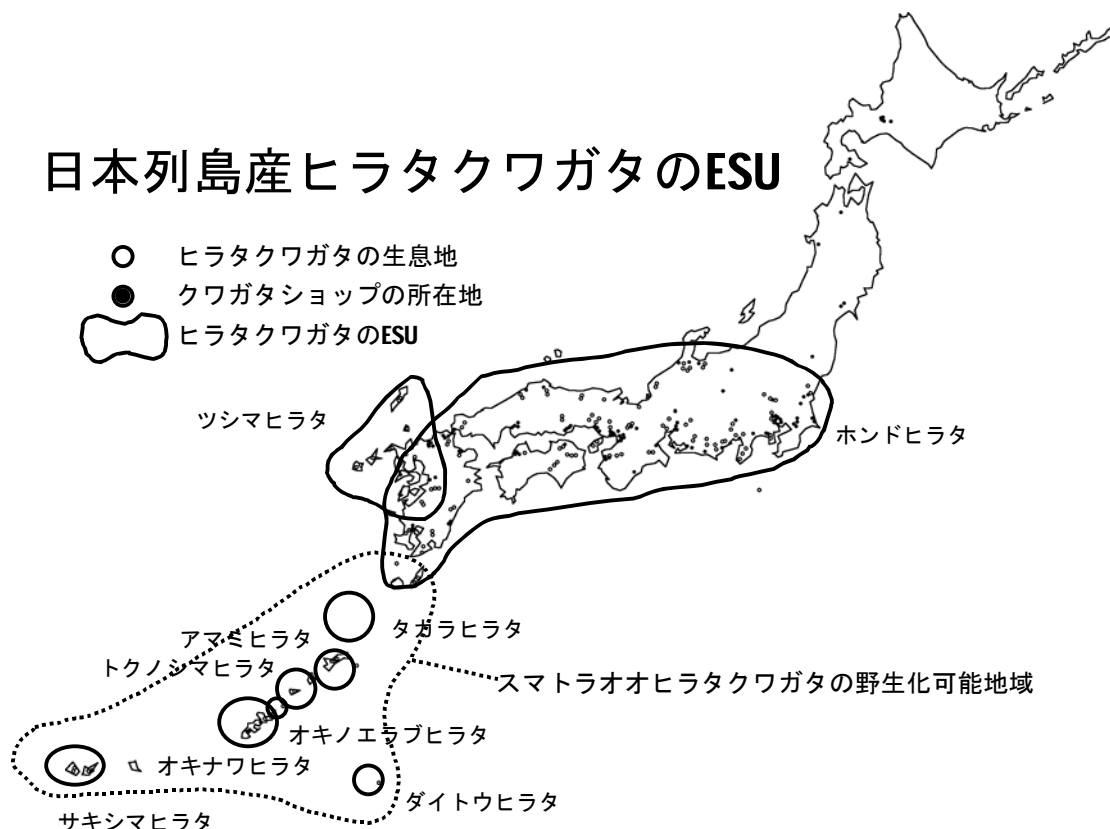 日本列島産ヒラタクワガタのESU
ヒラタクワガタの生息地
クワガタショップの所在地
ヒラタクワガタのESU
ツシマヒラタ
ホンドヒラタ
タカラヒラタ
アマミヒラタ
トクノシマヒラタ
スマトラオオヒラタクワガタの野生化可能地域
オキノエラブヒラタ
オキナワヒラタ
ダイトウヒラタ
サキシマヒラタ